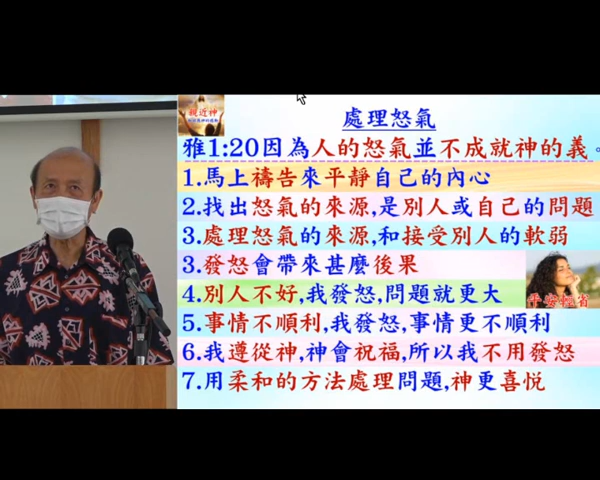 親近神
處理怒氣
雅1:20因為人的怒氣並不成就神的義。
1.馬上禱告來平靜自己的內心
2.找出怒氣的來源,是別人或自己的問題
3.處理怒氣的來源,和接受別人的軟弱
3.發怒會帶來甚麼後果
4.別人不好,我發怒,問題就更大
平安
5.事情不順利,我發怒,事情更不順利
6.我遵從神,神會祝福,所以我不用發怒
7.用柔和的方法處理問題,神更喜悅